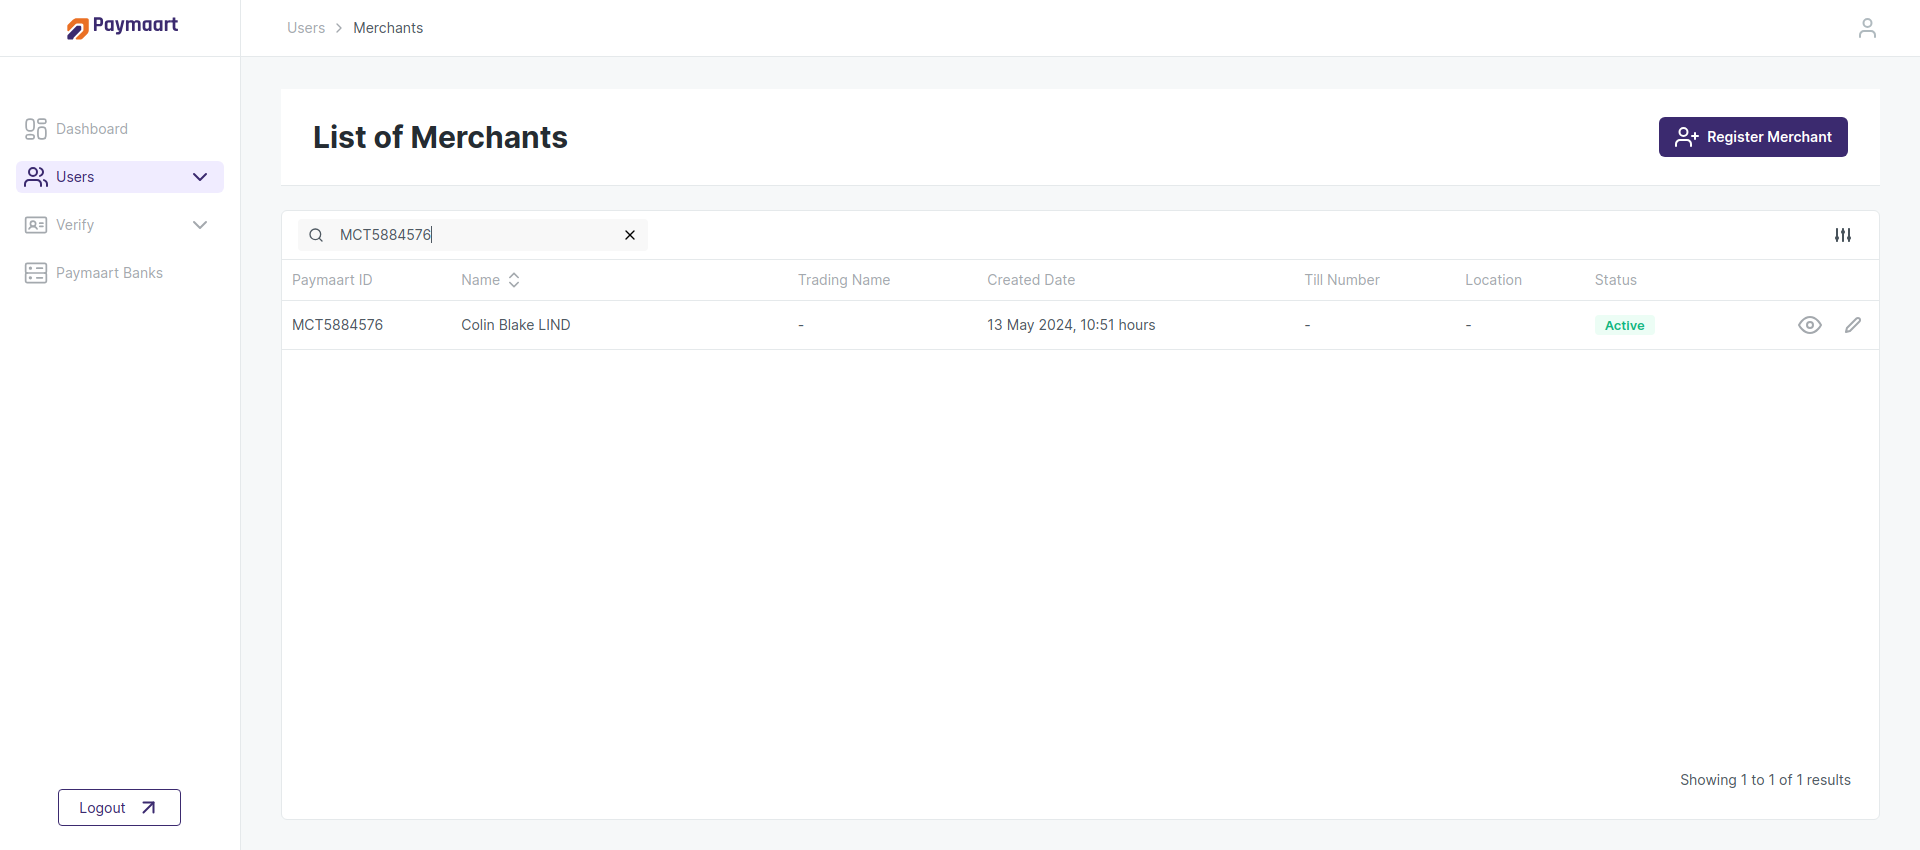 Paymaart
Users > Merchants
Dashboard
Users
Verify
Paymaart Banks
Logout
List of Merchants
Register Merchant
MCT5884576
Paymaart ID Name Trading Name Created Date Till Number Location Status
MCT5884576 Colin Blake LIND - 13 May 2024, 10:51 hours - - Active
Showing 1 to 1 of 1 results